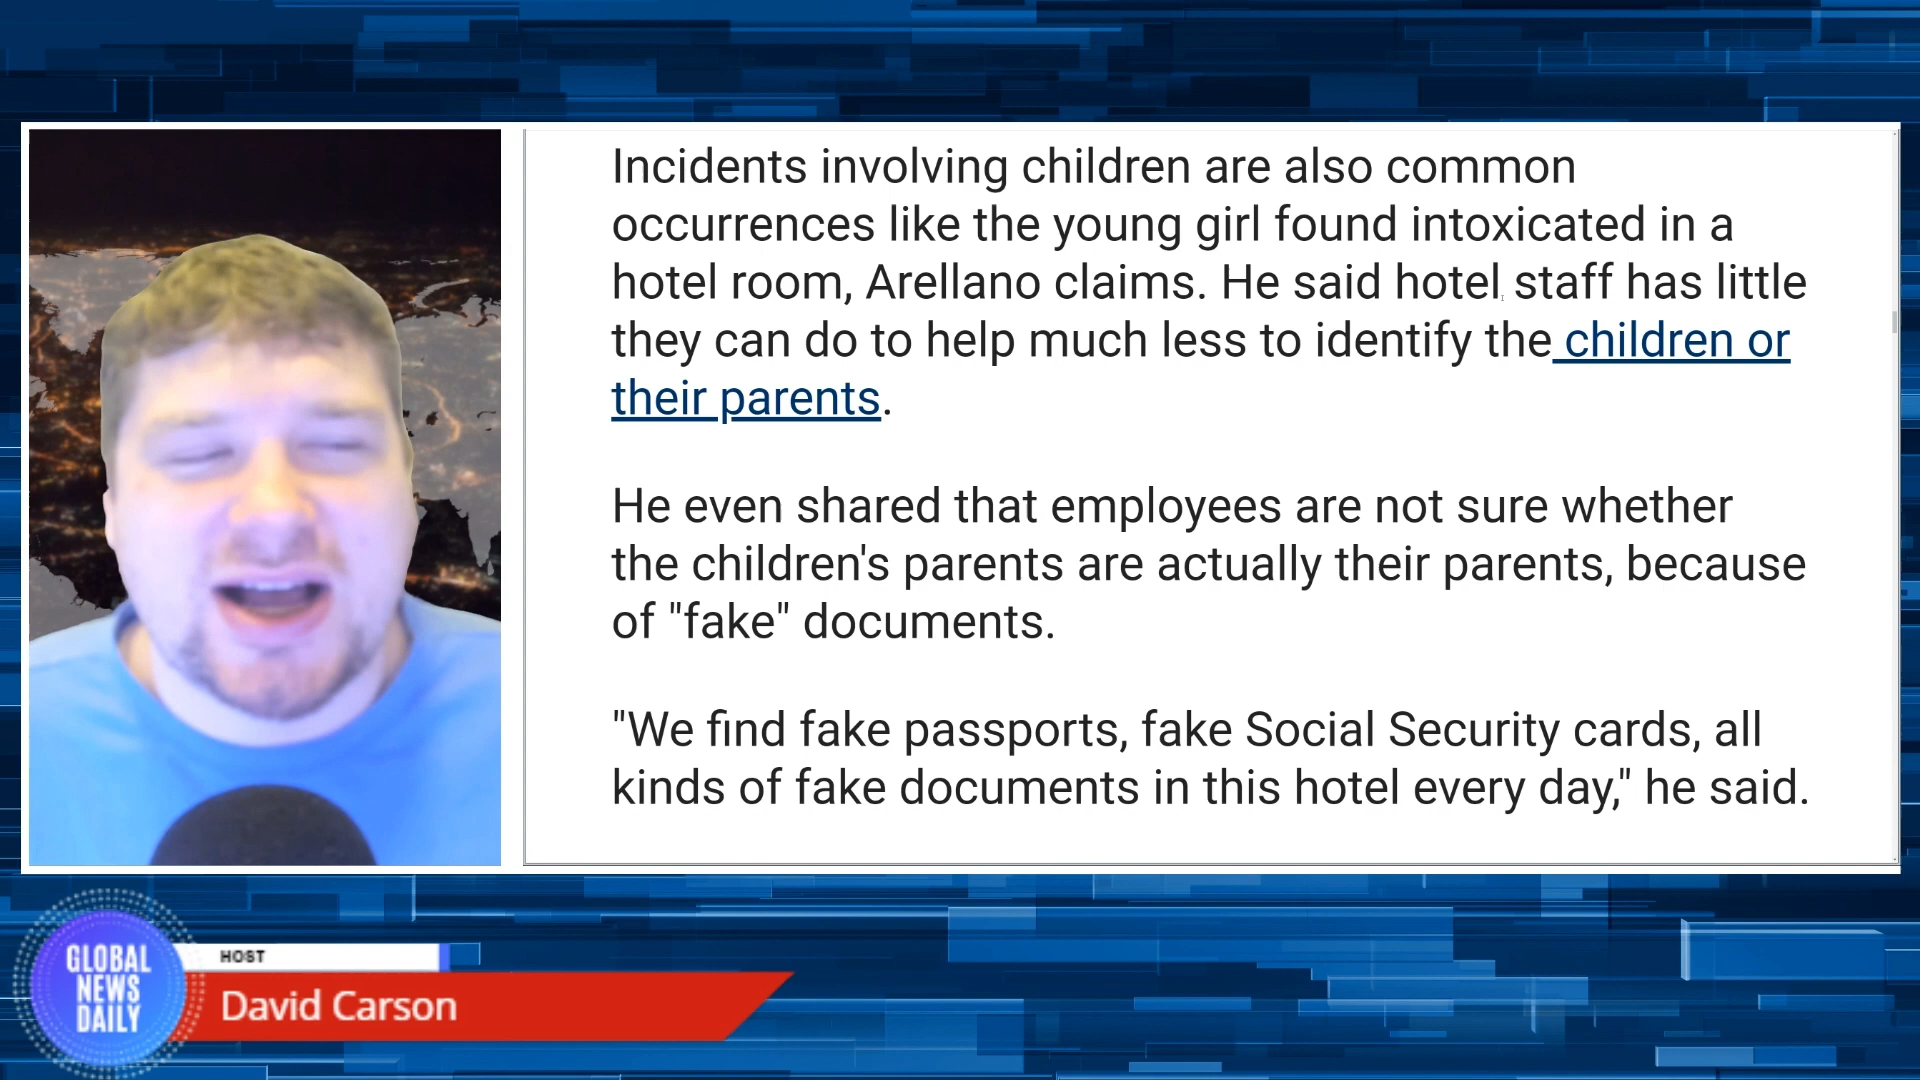 Incidents involving children are also common
occurrences like the young girl found intoxicated in a
hotel room, Arellano claims. He said hotel staff has little
they can do to help much less to identify the children or
their parents.
He even shared that employees are not sure whether
the children's parents are actually their parents, because
of "fake" documents.
"We find fake passports, fake Social Security cards, all
kinds of fake documents in this hotel every day," he said.
GLOBAL
NEWS
DAILY
HOST
David Carson